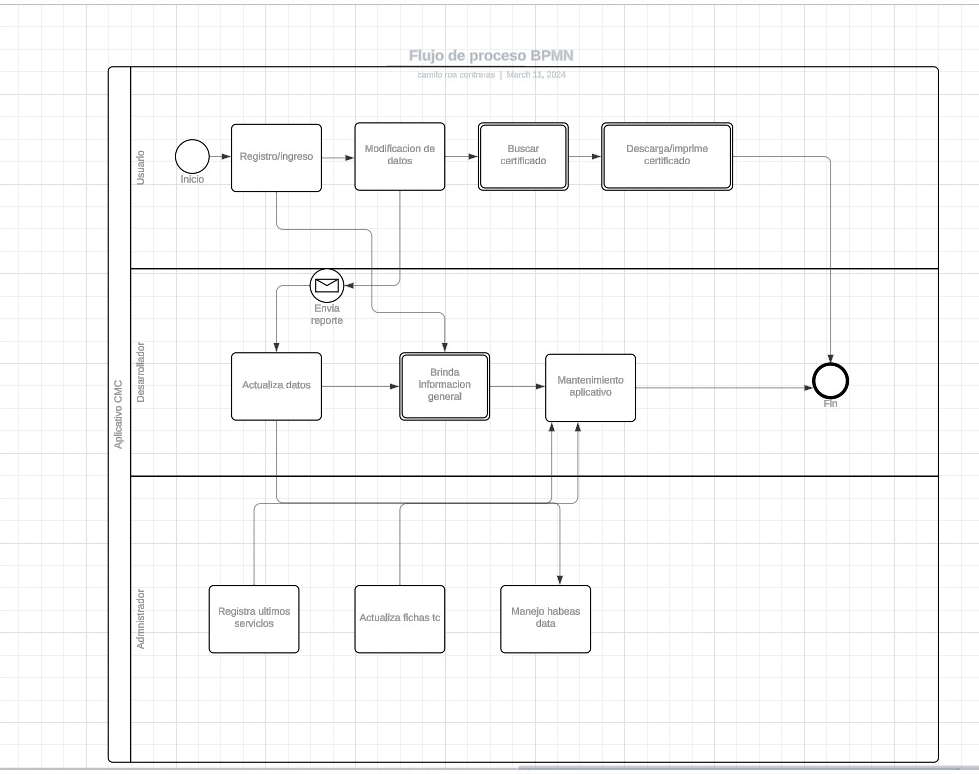 Flujo de proceso BPMN
camilo roa contreras | March 11, 2024
Usuario
Inicio
Registro/ingreso
Modificacion de
datos
Buscar
certificado
Descarga/imprime
certificado
Aplicativo CMC
Desarrollador
Envia
reporte
Actualiza datos
Brinda
informacion
general
Mantenimiento
aplicativo
Fin
Administrador
Registra ultimos
servicios
Actualiza fichas tc
Manejo habeas
data